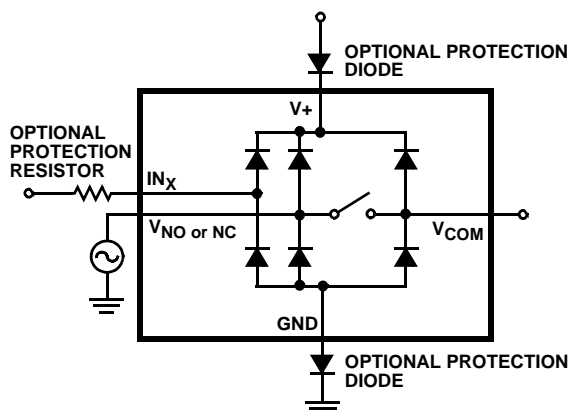 OPTIONAL PROTECTION
DIODE
V+
OPTIONAL
PROTECTION
RESISTOR
INX
VNO or NC
VCOM
GND
OPTIONAL PROTECTION
DIODE